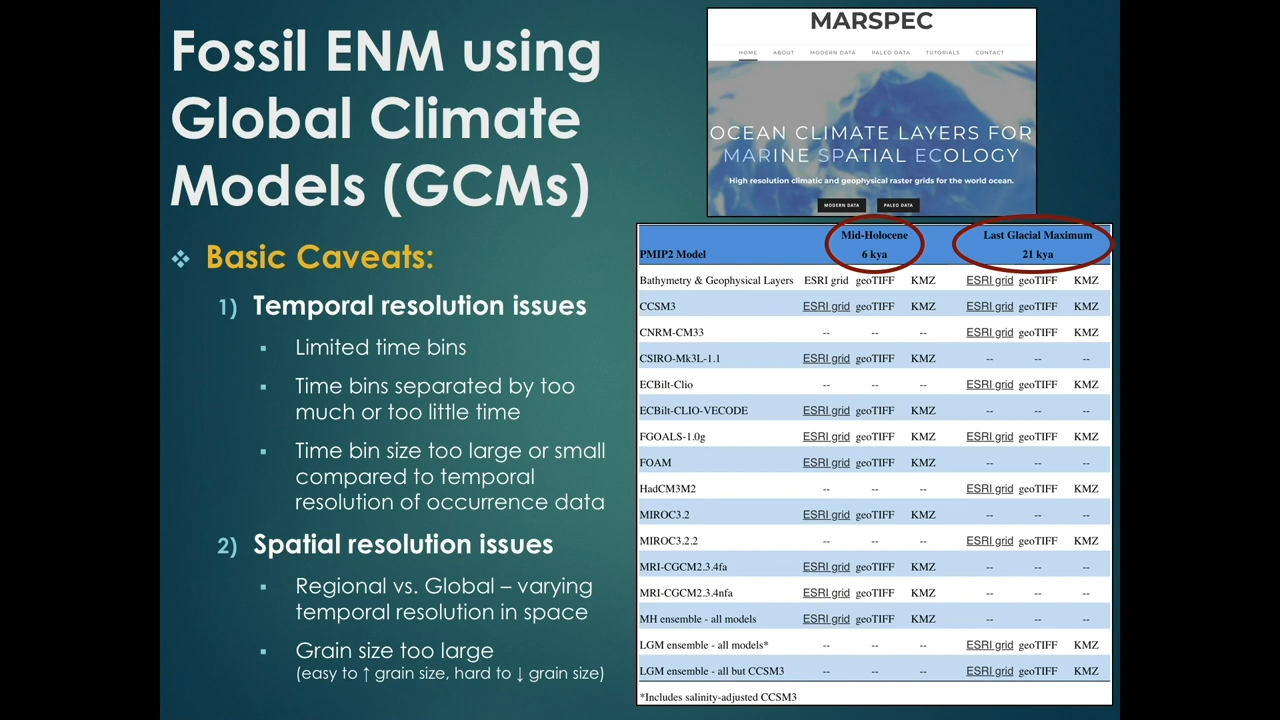 Fossil ENM using
Global Climate
Models (GCMs)
❖ Basic Caveats:
1) Temporal resolution issues
▪ Limited time bins
▪ Time bins separated by too
much or too little time
▪ Time bin size too large or small
compared to temporal
resolution of occurrence data
2) Spatial resolution issues
▪ Regional vs. Global – varying
temporal resolution in space
▪ Grain size too large
(easy to ↑ grain size, hard to ↓ grain size)
MARSPEC
HOME ABOUT MODERN DATA PALEO DATA TUTORIALS CONTACT
OCEAN CLIMATE LAYERS FOR
MARINE SPATIAL ECOLOGY
High resolution climatic and geophysical raster grids for the world ocean.
MODERN DATA PALEO DATA
Mid-Holocene Last Glacial Maximum
PMIP2 Model 6 kya 21 kya
Bathymetry & Geophysical Layers ESRI grid geoTIFF KMZ ESRI grid geoTIFF KMZ
CCSM3 ESRI grid geoTIFF KMZ ESRI grid geoTIFF KMZ
CNRM-CM33 -- -- -- ESRI grid geoTIFF KMZ
CSIRO-Mk3L-1.1 ESRI grid geoTIFF KMZ -- -- --
ECBilt-Clio -- -- -- ESRI grid geoTIFF KMZ
ECBilt-CLIO-VECODE ESRI grid geoTIFF KMZ -- -- --
FGOALS-1.0g ESRI grid geoTIFF KMZ ESRI grid geoTIFF KMZ
FOAM ESRI grid geoTIFF KMZ -- -- --
HadCM3M2 -- -- -- ESRI grid geoTIFF KMZ
MIROC3.2 ESRI grid geoTIFF KMZ -- -- --
MIROC3.2.2 -- -- -- ESRI grid geoTIFF KMZ
MRI-CGCM2.3.4fa ESRI grid geoTIFF KMZ -- -- --
MRI-CGCM2.3.4nfa ESRI grid geoTIFF KMZ -- -- --
MH ensemble - all models ESRI grid geoTIFF KMZ -- -- --
LGM ensemble - all models* -- -- -- ESRI grid geoTIFF KMZ
LGM ensemble - all but CCSM3 -- -- -- ESRI grid geoTIFF KMZ
*Includes salinity-adjusted CCSM3